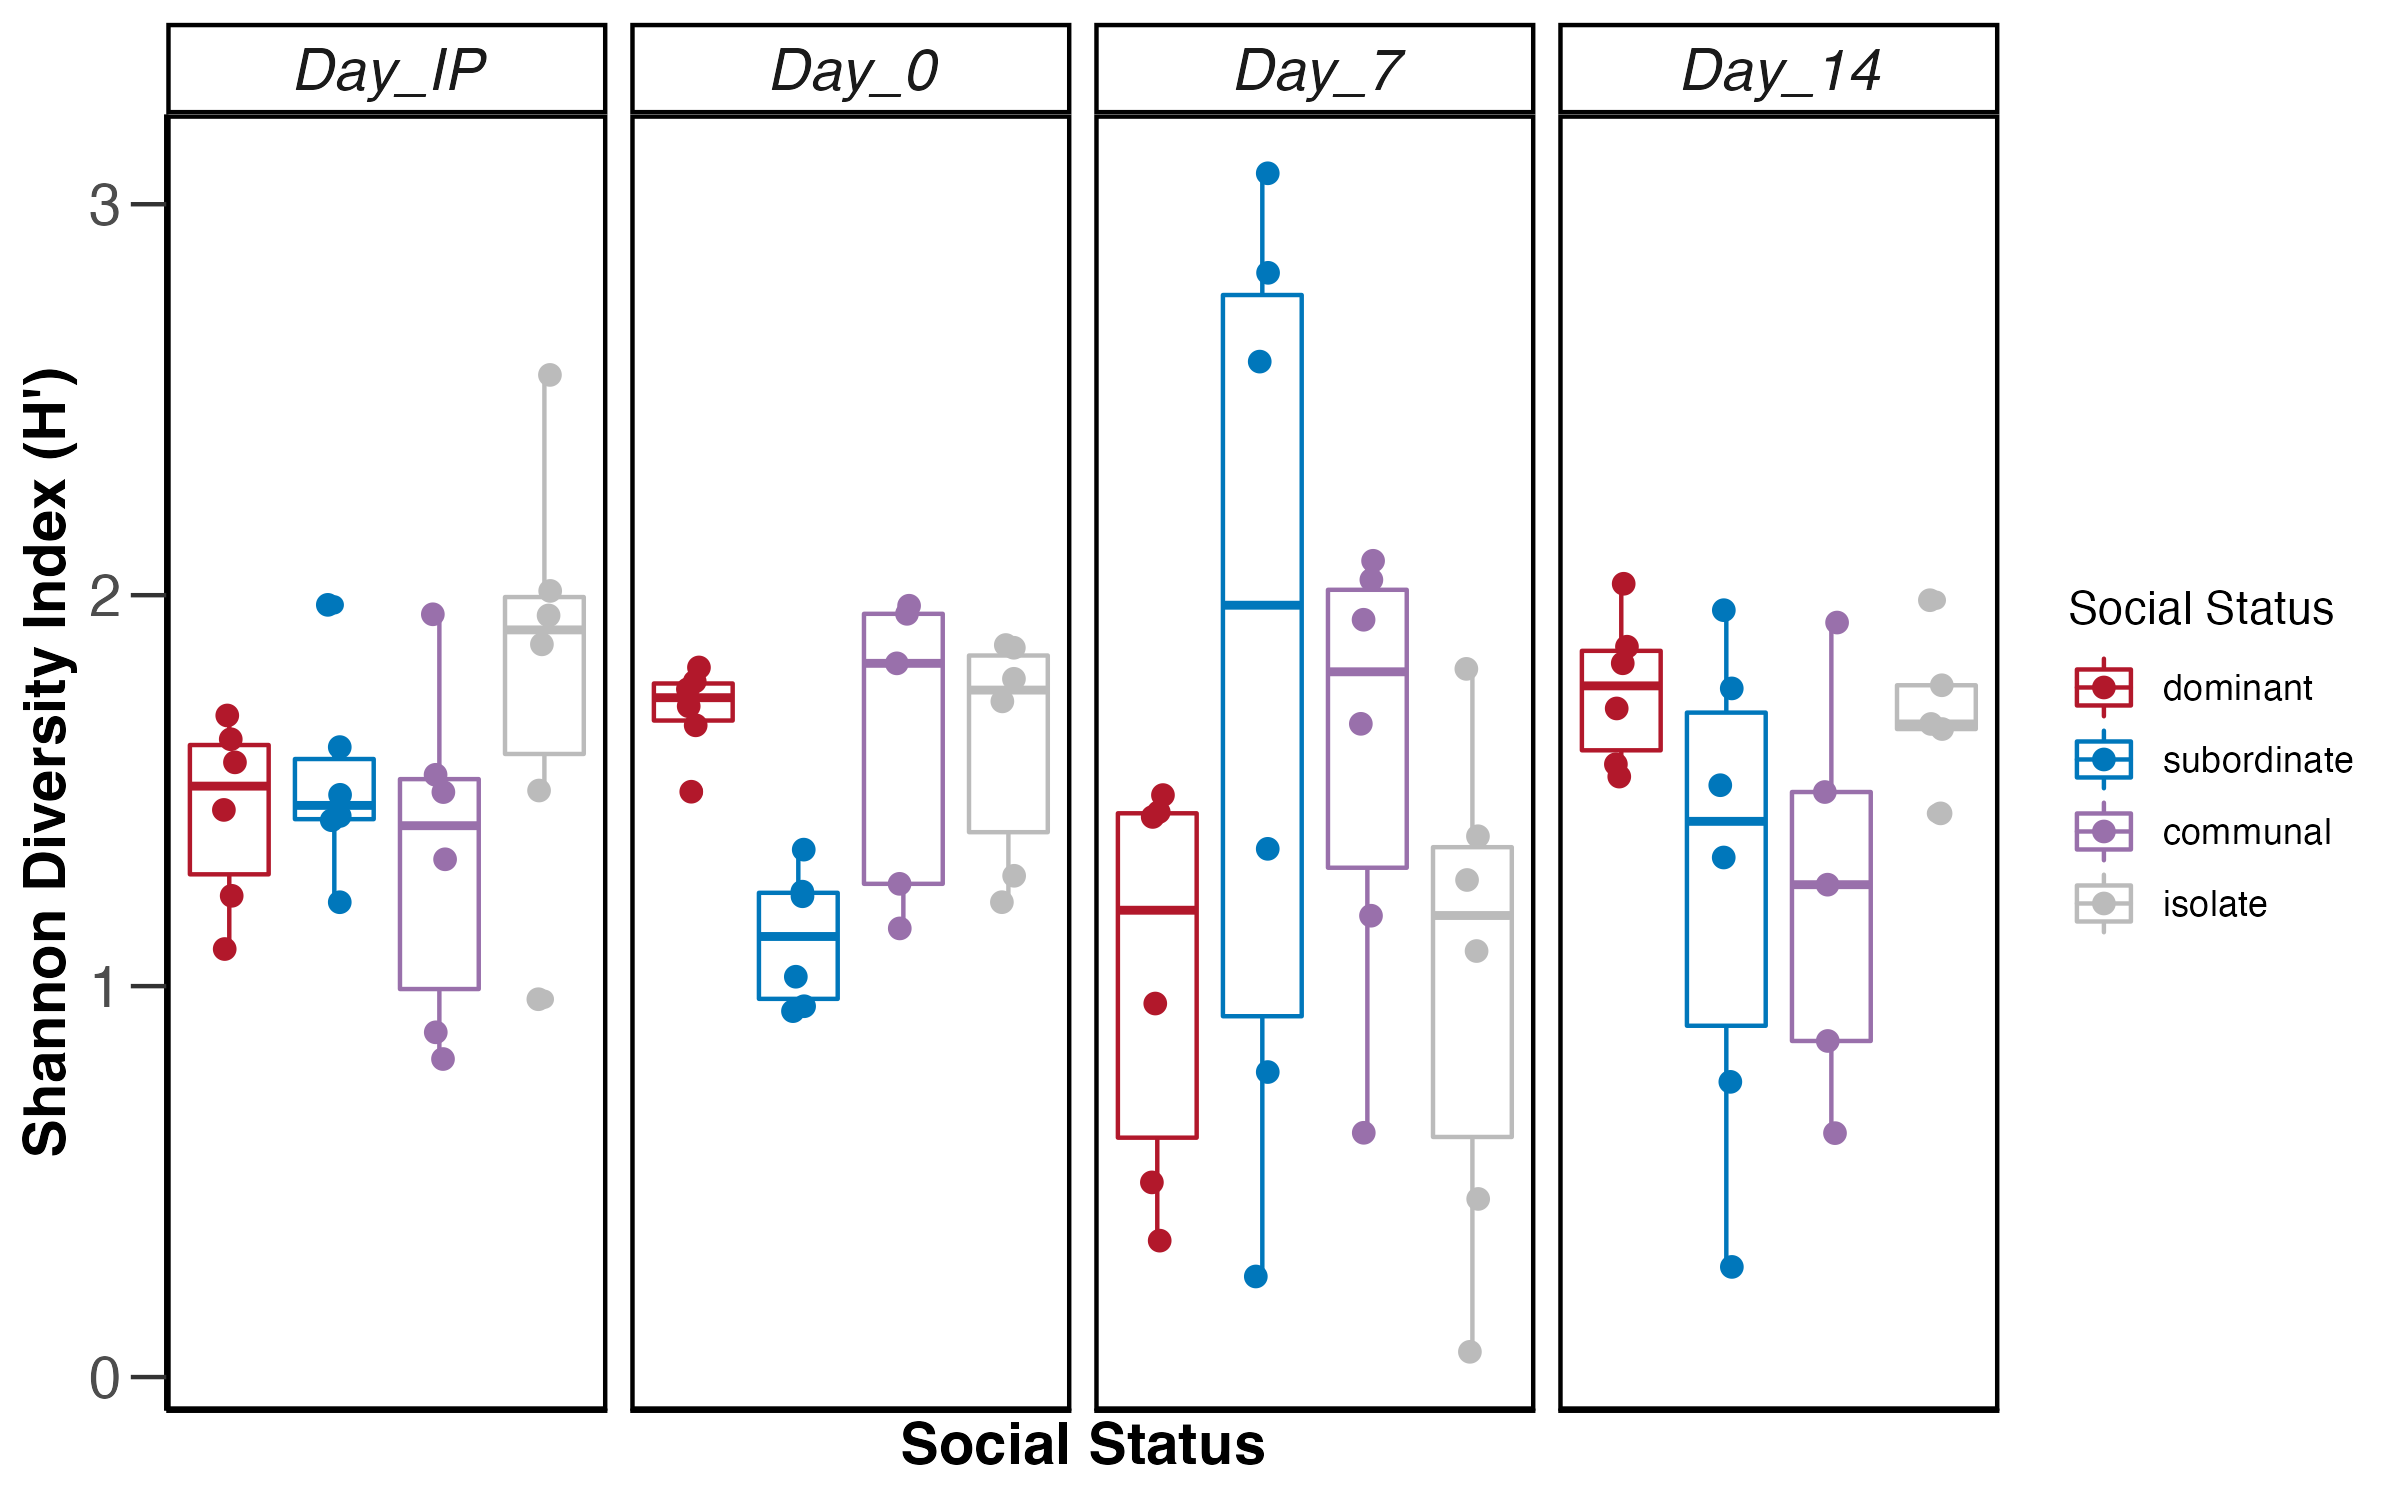 Day_IP
Day_0
Day_7
Day_14
Shannon Diversity Index (H')
3
2
1
0
Social Status
Social Status
dominant
subordinate
communal
isolate